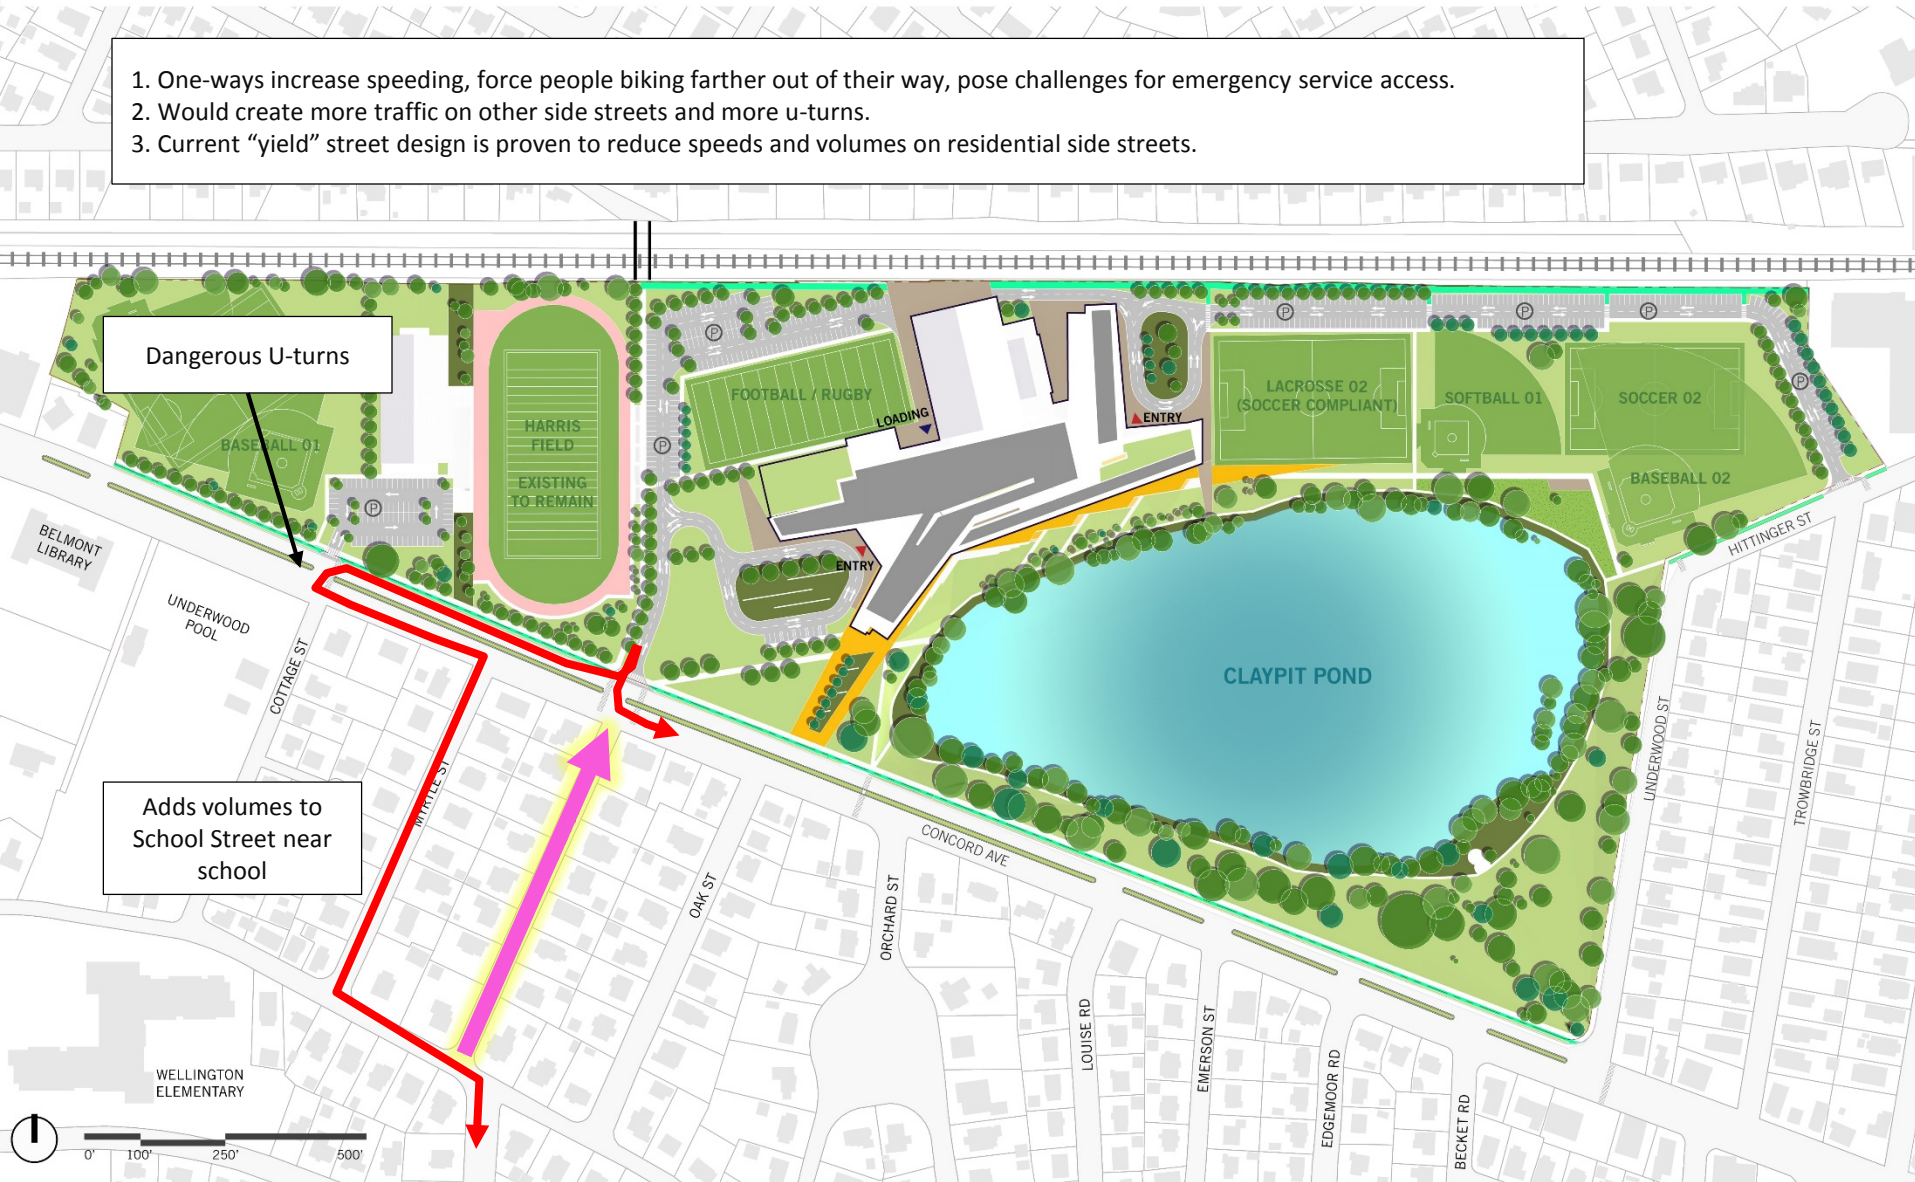 1. One-ways increase speeding, force people biking farther out of their way, pose challenges for emergency service access.
2. Would create more traffic on other side streets and more u-turns.
3. Current “yield” street design is proven to reduce speeds and volumes on residential side streets.
Dangerous U-turns
BASEBALL 01
HARRIS
FIELD
EXISTING
TO REMAIN
P
P
P
FOOTBALL / RUGBY
LOADING
ENTRY
ENTRY
P
P
P
P
LACROSSE 02
(SOCCER COMPLIANT)
SOFTBALL 01
SOCCER 02
BASEBALL 02
HITTINGER ST
BELMONT
LIBRARY
UNDERWOOD
POOL
COTTAGE ST
MYRTLE ST
CLAYPIT POND
UNDERWOOD ST
TROWBRIDGE ST
Adds volumes to
School Street near
school
OAK ST
CONCORD AVE
ORCHARD ST
LOUISE RD
EMERSON ST
EDGEMOOR RD
BECKET RD
WELLINGTON
ELEMENTARY
0' 100' 250' 500'